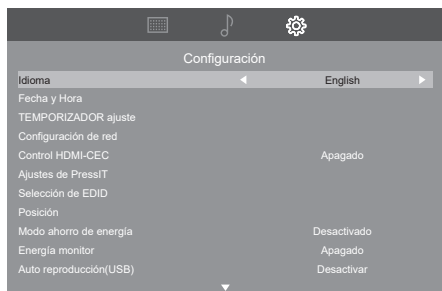 Configuración
Idioma English
Fecha y Hora
TEMPORIZADOR ajuste
Configuración de red
Control HDMI-CEC Apagado
Ajustes de PressIT
Selección de EDID
Posición
Modo ahorro de energía Desactivado
Energía monitor Apagado
Auto reproducción(USB) Desactivar